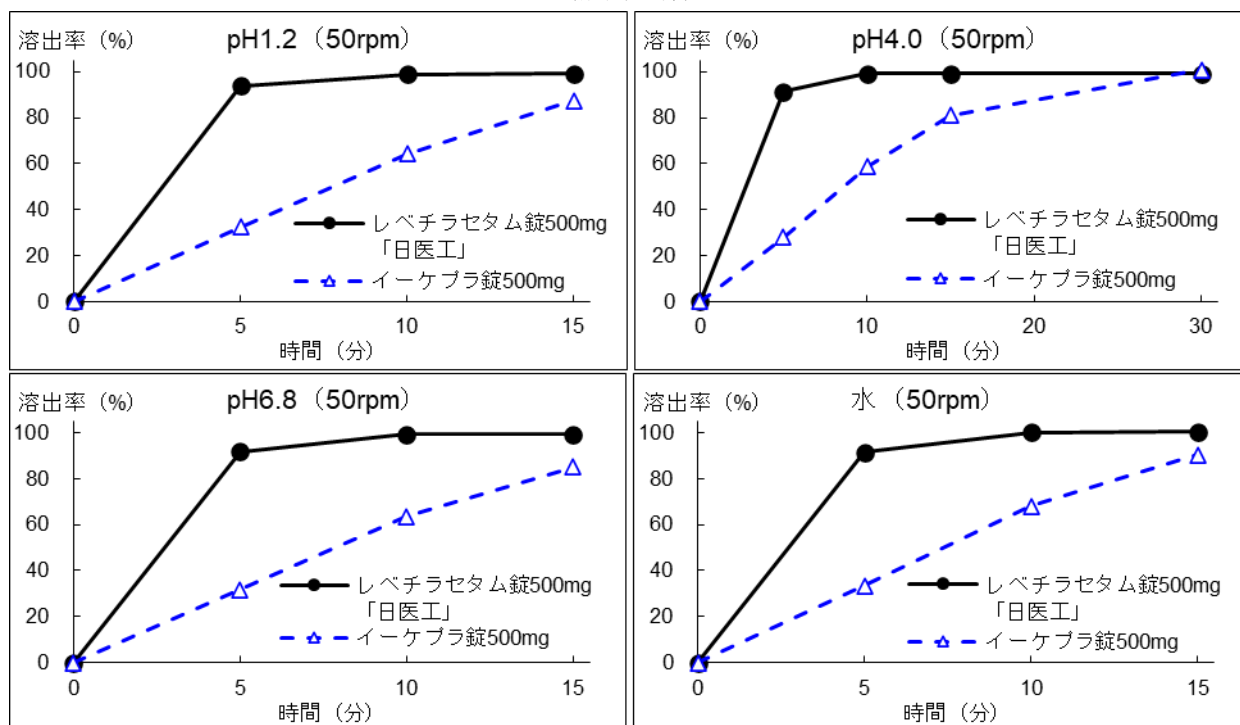 溶出率（%） pH1.2（50rpm）
100
80
60
40
20
0
レベチラセタム錠500mg
「日医工」
イーケプラ錠500mg
0 5 10 15
時間（分）
溶出率（%） pH4.0（50rpm）
100
80
60
40
20
0
レベチラセタム錠500mg
「日医工」
イーケプラ錠500mg
0 10 20 30
時間（分）
溶出率（%） pH6.8（50rpm）
100
80
60
40
20
0
レベチラセタム錠500mg
「日医工」
イーケプラ錠500mg
0 5 10 15
時間（分）
溶出率（%） 水（50rpm）
100
80
60
40
20
0
レベチラセタム錠500mg
「日医工」
イーケプラ錠500mg
0 5 10 15
時間（分）